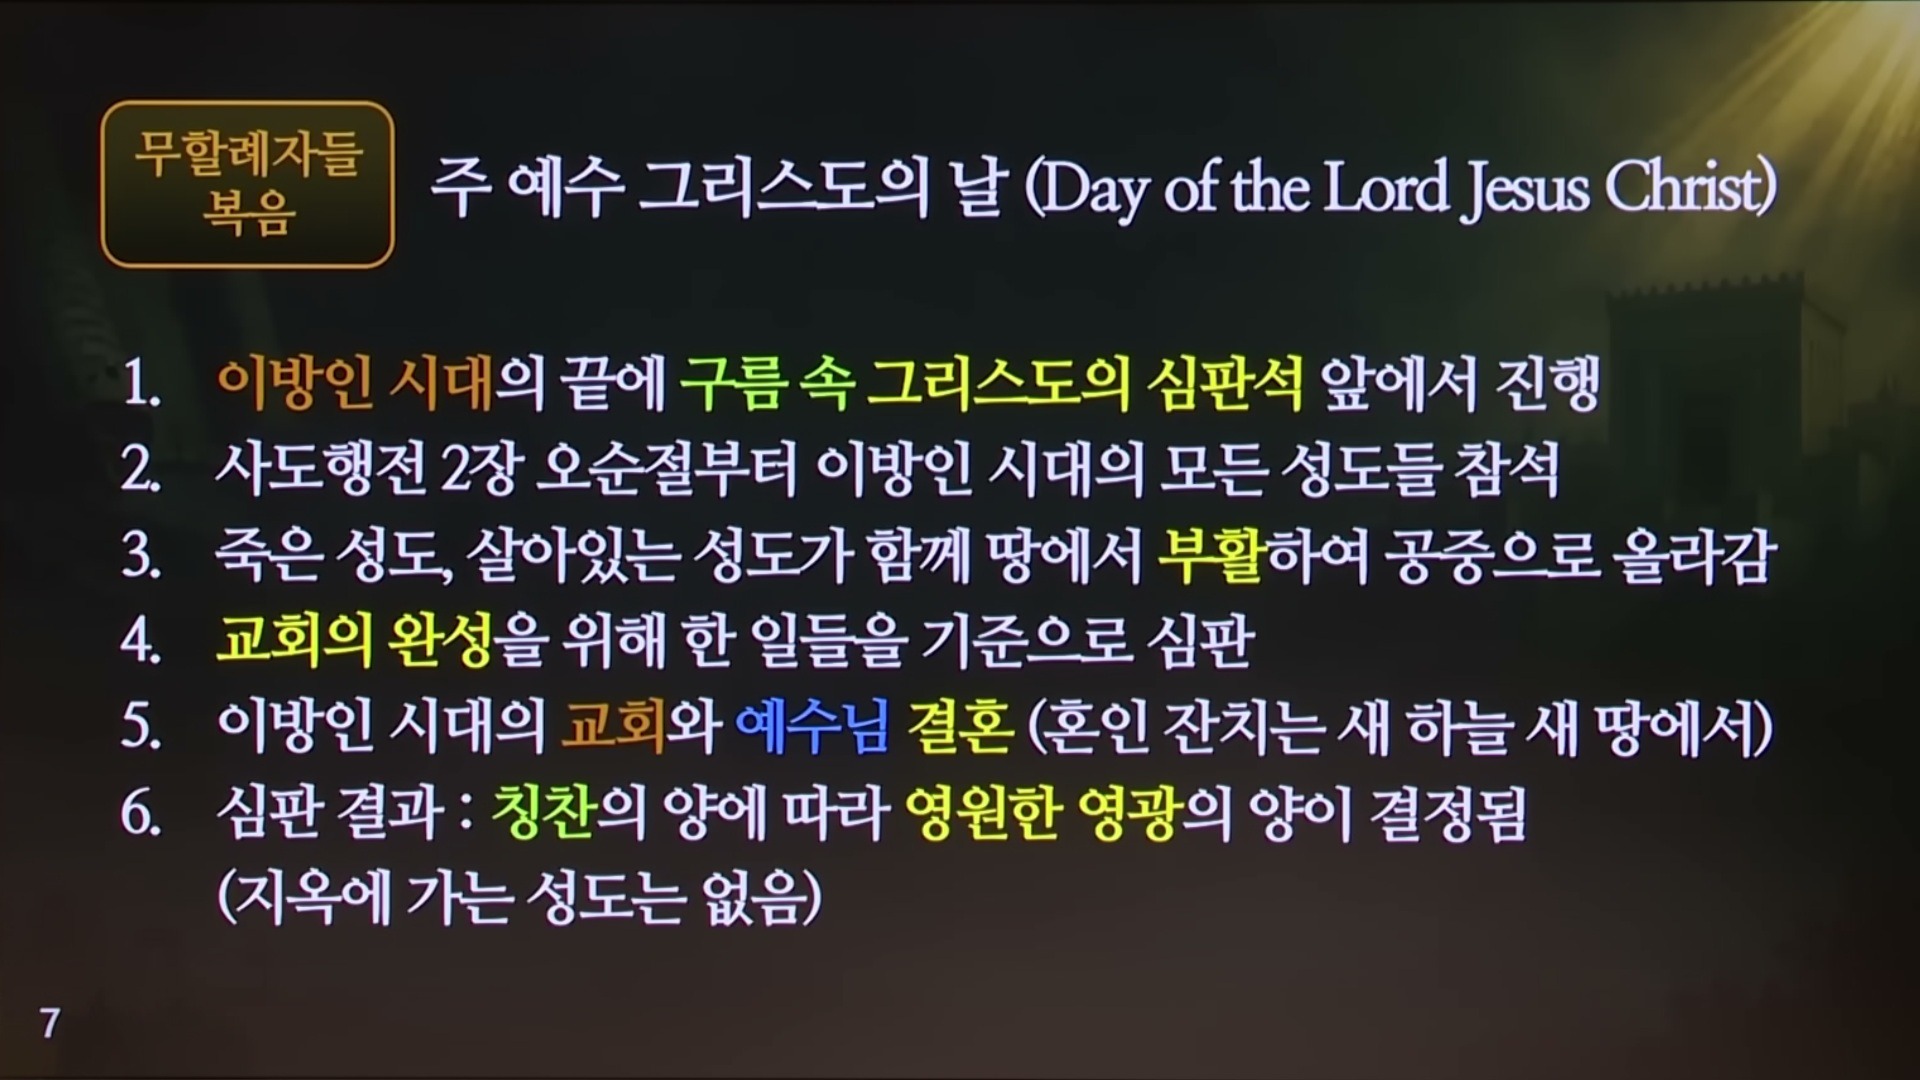 무할례자들
복음
주 예수 그리스도의 날 (Day of the Lord Jesus Christ)
1. 이방인 시대의 끝에 구름 속 그리스도의 심판석 앞에서 진행
2. 사도행전 2장 오순절부터 이방인 시대의 모든 성도들 참석
3. 죽은 성도, 살아있는 성도가 함께 땅에서 부활하여 공중으로 올라감
4. 교회의 완성을 위해 한 일들을 기준으로 심판
5. 이방인 시대의 교회와 예수님 결혼 (혼인 잔치는 새 하늘 새 땅에서)
6. 심판 결과 : 칭찬의 양에 따라 영원한 영광의 양이 결정됨
(지옥에 가는 성도는 없음)
7